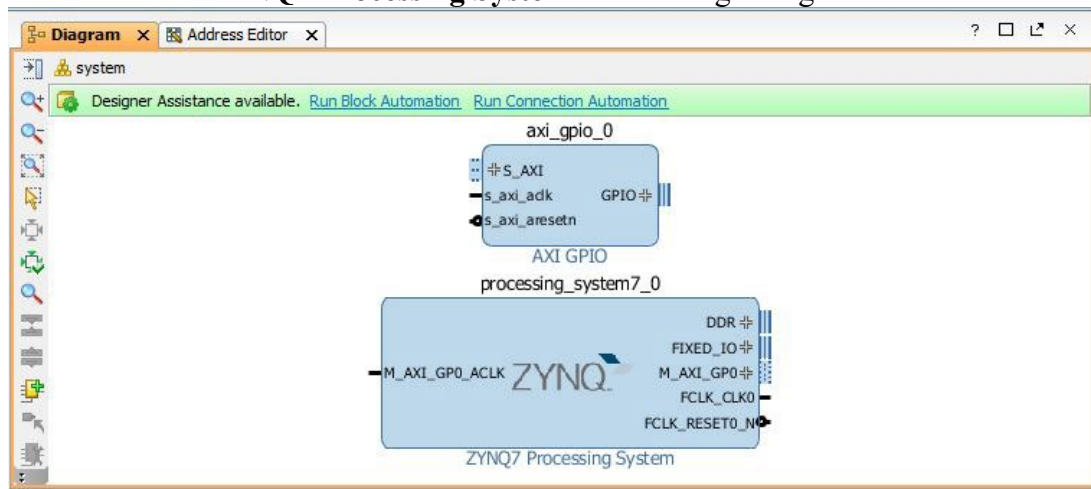 Diagram X Address Editor X ? X
system
Designer Assistance available. Run Block Automation Run Connection Automation
axi_gpio_0
S_AXI
s_axi_aclk GPIO
s_axi_aresetn
AXI GPIO
processing_system7_0
DDR
FIXED_IO
M_AXI_GP0_ACLK ZYNQ M_AXI_GP0
FCLK_CLK0
FCLK_RESET0_N
ZYNQ7 Processing System